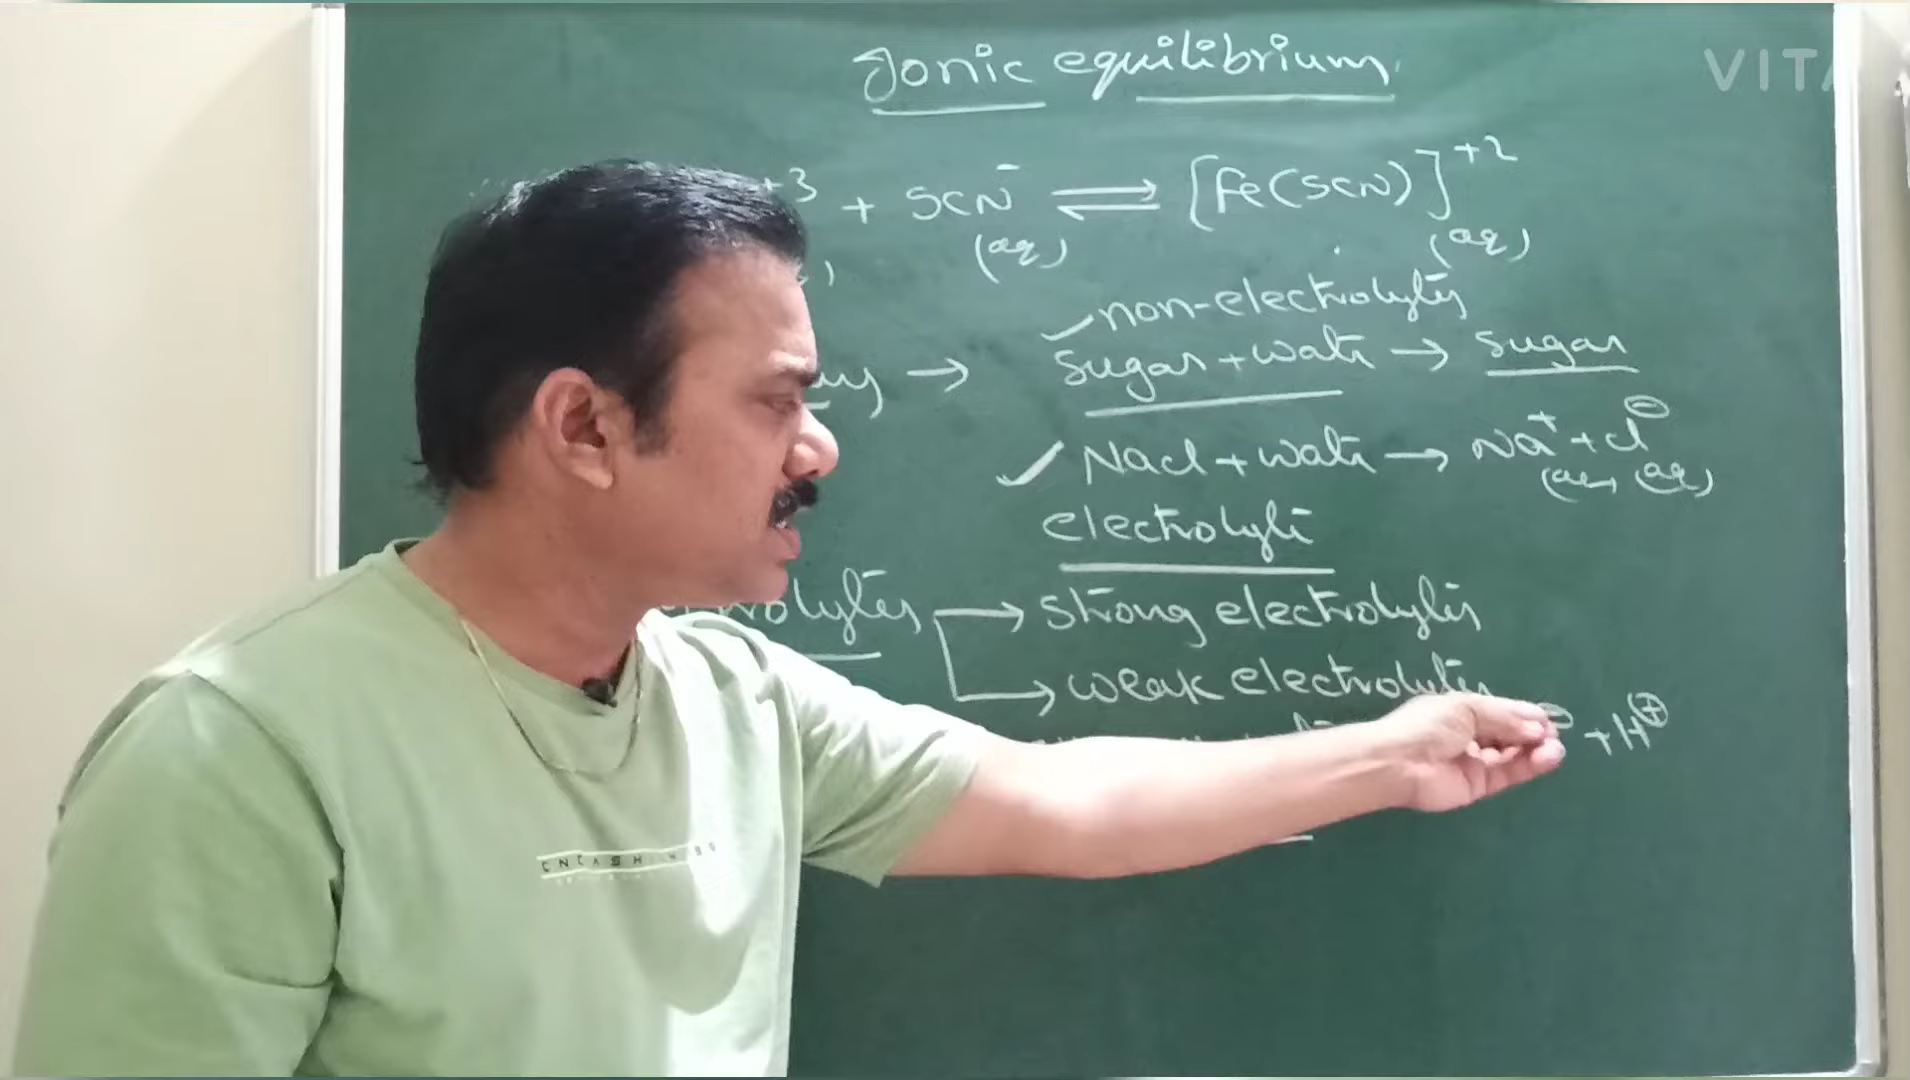 Ionic equilibrium
VITA
+3 + SCN⁻ ⇌ [Fe(SCN)]⁺²
(aq) (aq)
non-electrolytes
→ Sugar + water → Sugar
NaCl + water → Na⁺ + Cl⊖
(aq) (aq)
electrolyte
→ Strong electrolytes
→ weak electrolytes
⊖ + H⊕